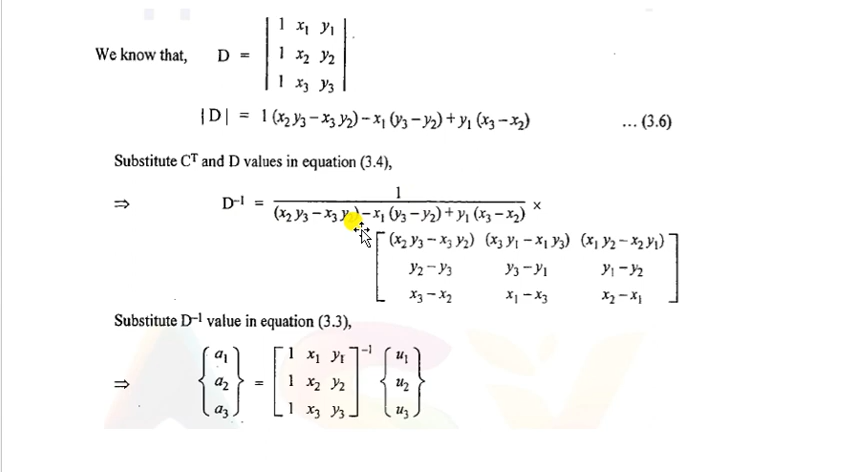 We know that, D = | 1 x₁ y₁ |
| 1 x₂ y₂ |
| 1 x₃ y₃ |
|D| = 1 (x₂ y₃ – x₃ y₂) – x₁ (y₃ – y₂) + y₁ (x₃ – x₂) ... (3.6)
Substitute Cᵀ and D values in equation (3.4),
⇒ D⁻¹ = 1 / (x₂ y₃ – x₃ y ) – x₁ (y₃ – y₂) + y₁ (x₃ – x₂) ×
[ (x₂ y₃ – x₃ y₂) (x₃ y₁ – x₁ y₃) (x₁ y₂ – x₂ y₁) ]
y₂ – y₃ y₃ – y₁ y₁ – y₂
x₃ – x₂ x₁ – x₃ x₂ – x₁
Substitute D⁻¹ value in equation (3.3),
⇒ { a₁ a₂ a₃ } = [ 1 x₁ y₁
1 x₂ y₂
1 x₃ y₃ ]⁻¹ { u₁ u₂ u₃ }